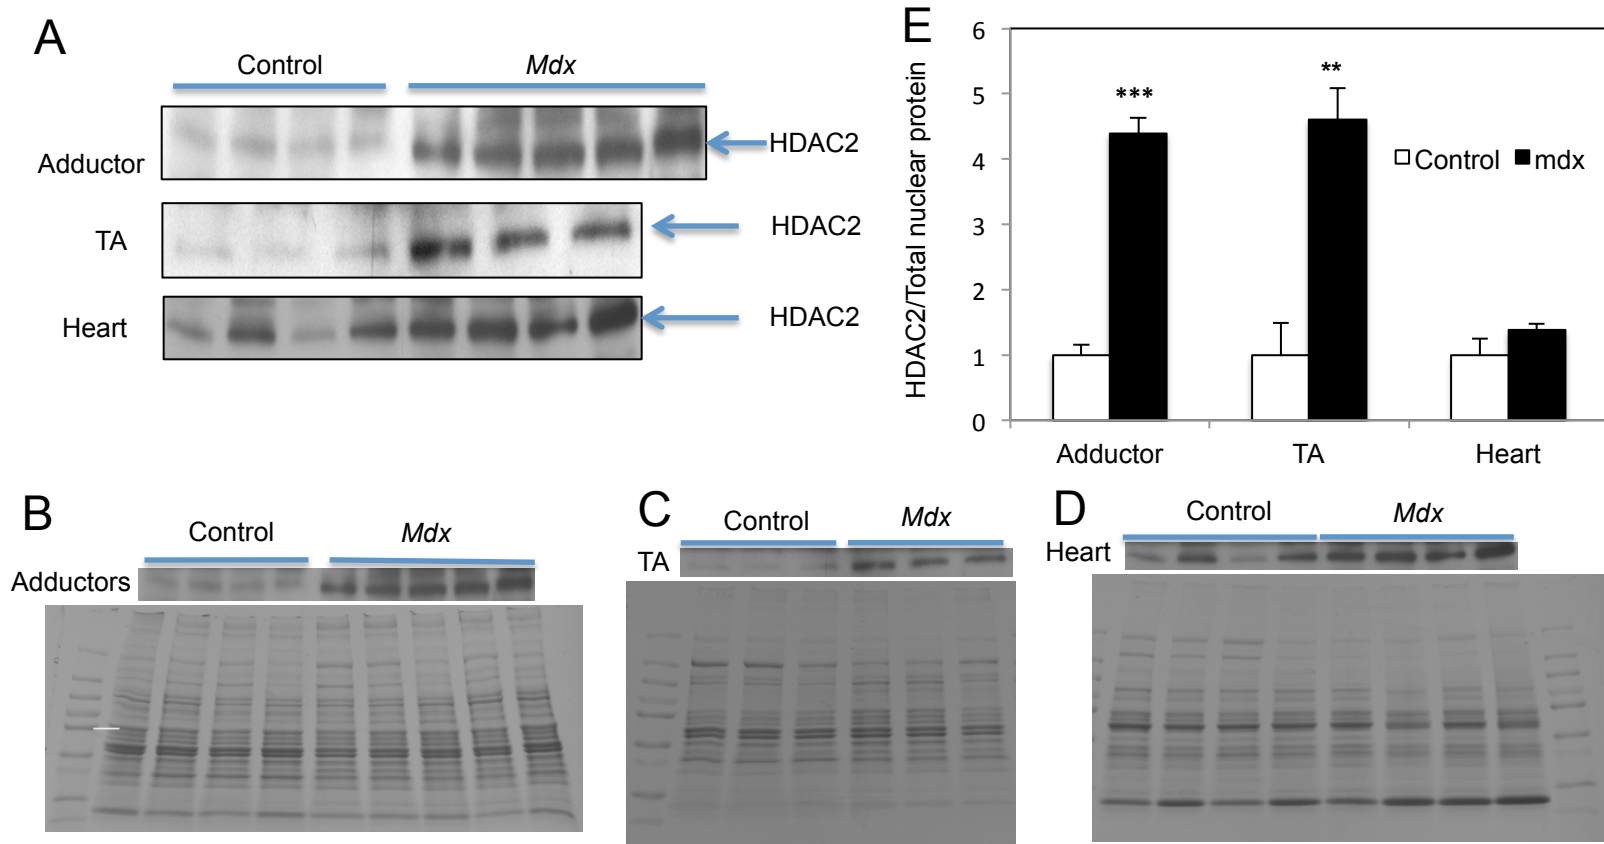 A
Control Mdx
Adductor HDAC2
TA HDAC2
Heart HDAC2
E
HDAC2/Total nuclear protein
6
5
4
3
2
1
0
***
**
Control mdx
Adductor TA Heart
B
Control Mdx
Adductors
C
Control Mdx
TA
D
Control Mdx
Heart